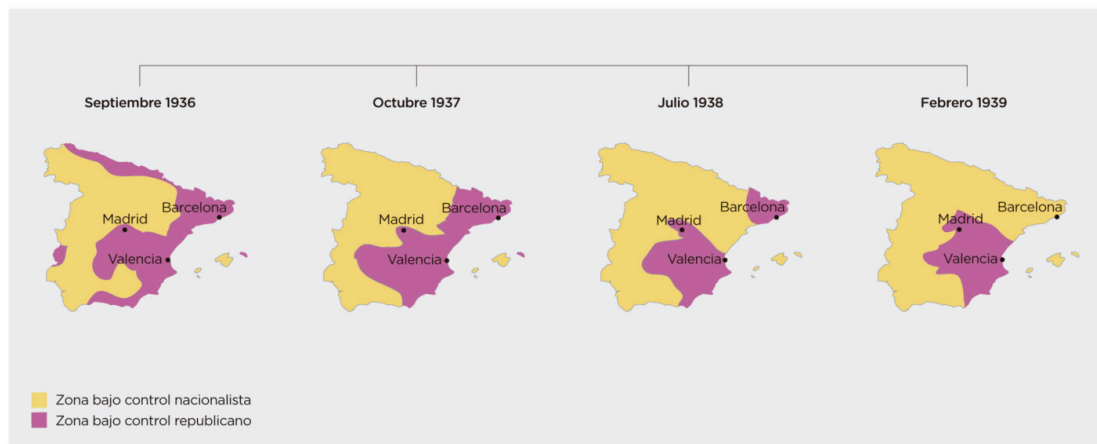 Septiembre 1936
Octubre 1937
Julio 1938
Febrero 1939
Barcelona
Madrid
Valencia
Barcelona
Madrid
Valencia
Barcelona
Madrid
Valencia
Barcelona
Madrid
Valencia
Zona bajo control nacionalista
Zona bajo control republicano